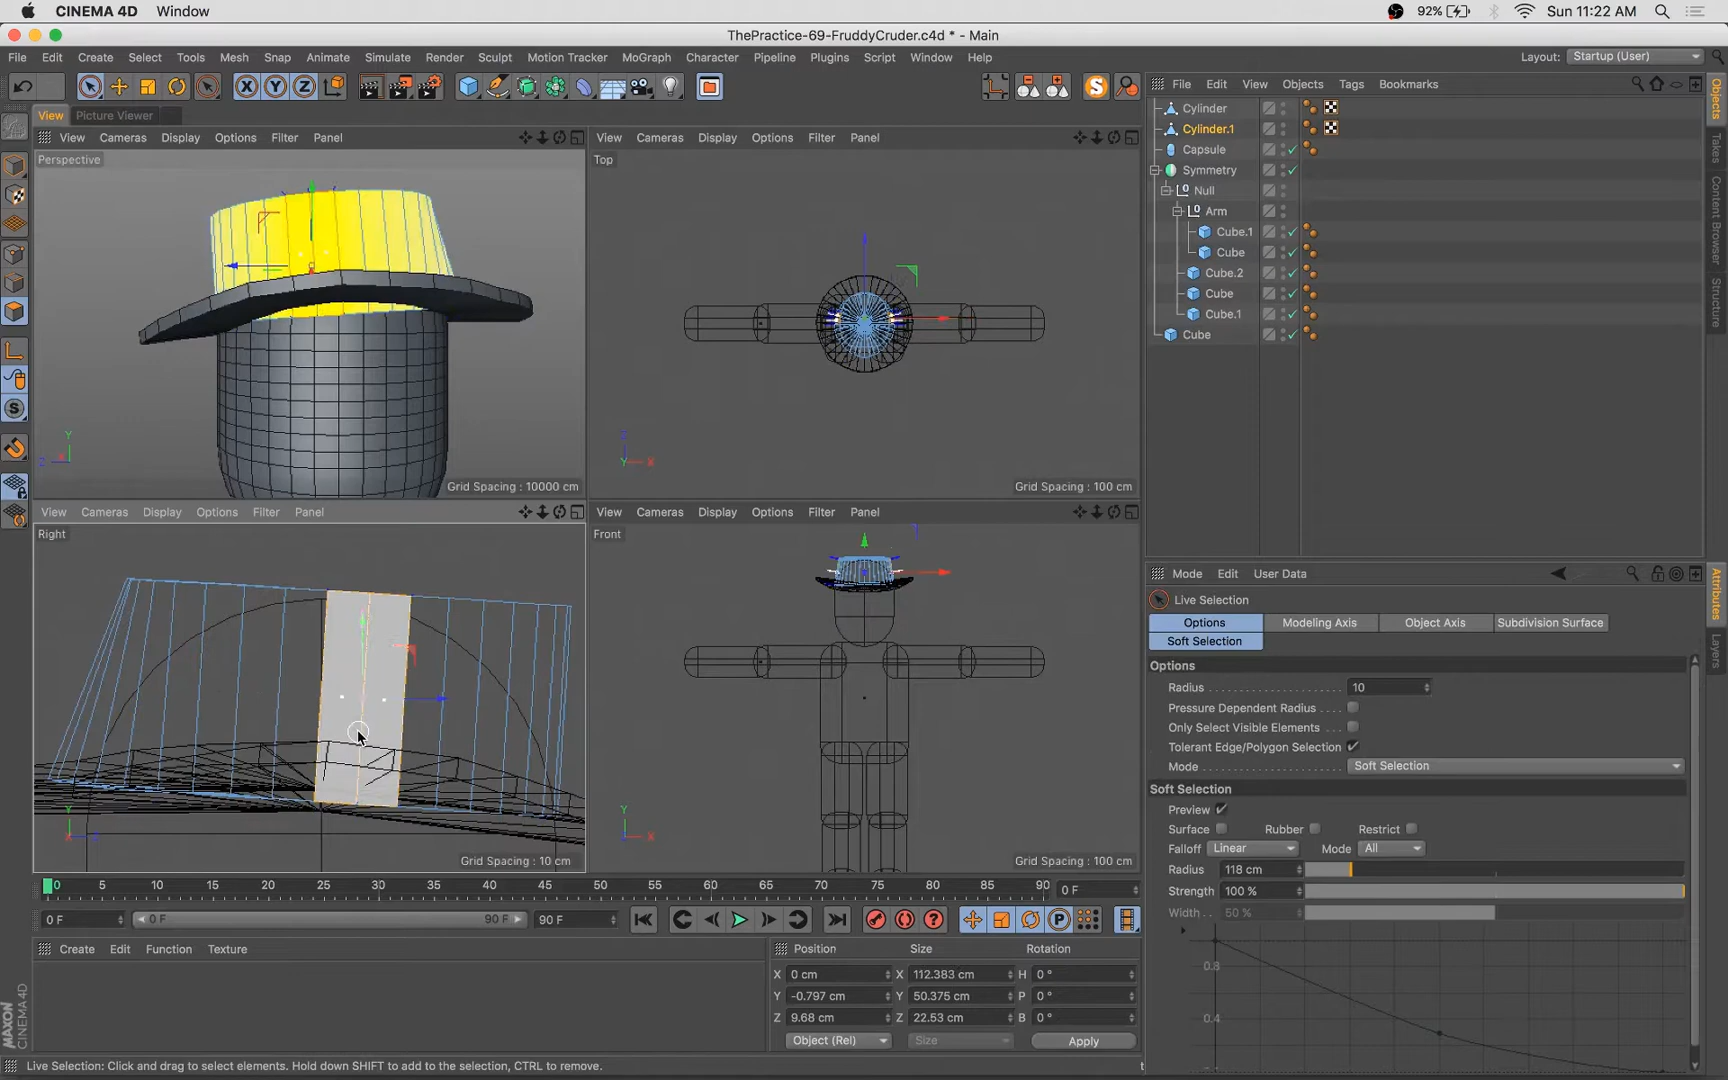 CINEMA 4D Window 92% Sun 11:22 AM
ThePractice-69-FruddyCruder.c4d * - Main
File Edit Create Select Tools Mesh Snap Animate Simulate Render Sculpt Motion Tracker MoGraph Character Pipeline Plugins Script Window Help Layout: Startup (User)
X Y Z S
File Edit View Objects Tags Bookmarks
View Picture Viewer
View Cameras Display Options Filter Panel
View Cameras Display Options Filter Panel
Perspective
Top
Cylinder
Cylinder.1
Capsule
Symmetry
Null
Arm
Cube.1
Cube
Cube.2
Cube
Cube.1
Cube
Objects
Takes
Content Browser
Structure
Y
Z
Y X
Grid Spacing : 10000 cm
Grid Spacing : 100 cm
View Cameras Display Options Filter Panel
View Cameras Display Options Filter Panel
Right
Front
Y
Y
X
Grid Spacing : 10 cm
Grid Spacing : 100 cm
Mode Edit User Data
Live Selection
Options Modeling Axis Object Axis Subdivision Surface
Soft Selection
Options
Radius 10
Pressure Dependent Radius
Only Select Visible Elements
Tolerant Edge/Polygon Selection
Mode Soft Selection
Soft Selection
Preview
Surface Rubber Restrict
Falloff Linear Mode All
Radius 118 cm
Strength 100 %
Width 50 %
0.8
0.4
Attributes
Layers
0 5 10 15 20 25 30 35 40 45 50 55 60 65 70 75 80 85 90 0 F
0 F 0 F 90 F 90 F
P
Create Edit Function Texture
Position Size Rotation
X 0 cm X 112.383 cm H 0 °
Y -0.797 cm Y 50.375 cm P 0 °
Z 9.68 cm Z 22.53 cm B 0 °
Object (Rel) Size Apply
MAXON CINEMA 4D
Live Selection: Click and drag to select elements. Hold down SHIFT to add to the selection, CTRL to remove.